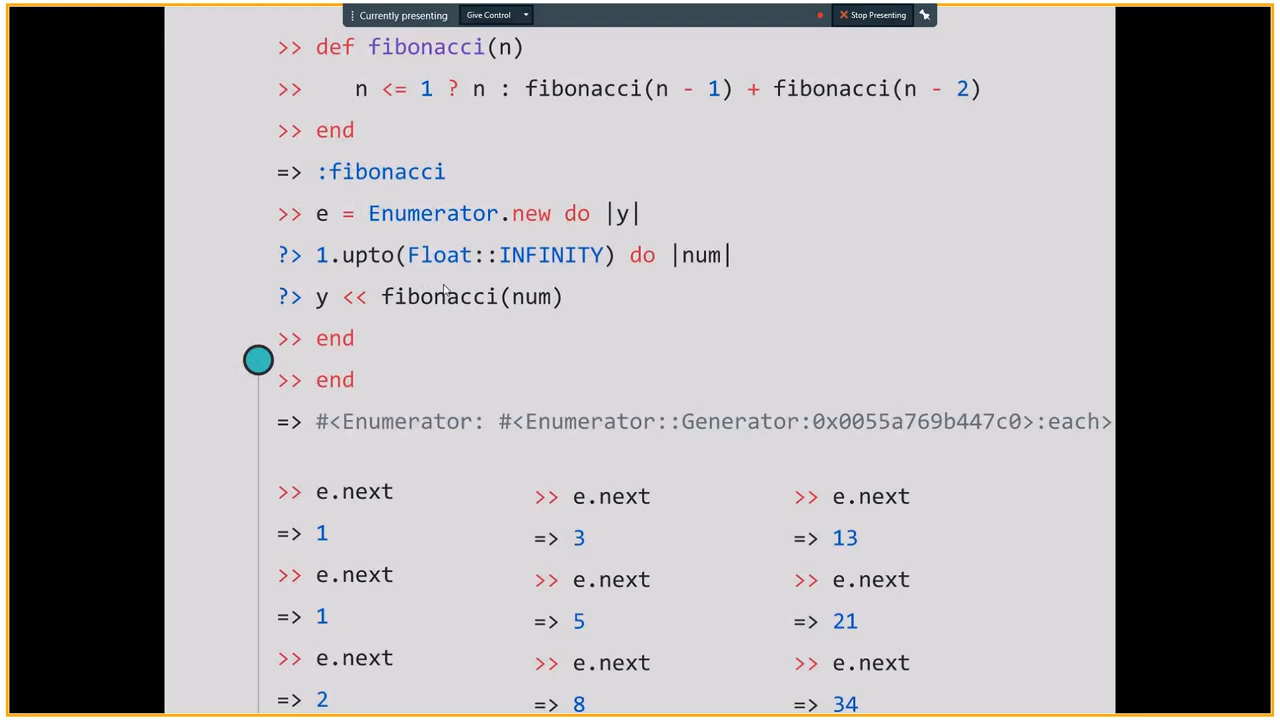 Currently presenting Give Control Stop Presenting
>> def fibonacci(n)
>> n <= 1 ? n : fibonacci(n - 1) + fibonacci(n - 2)
>> end
=> :fibonacci
>> e = Enumerator.new do |y|
?> 1.upto(Float::INFINITY) do |num|
?> y << fibonacci(num)
>> end
>> end
=> #<Enumerator: #<Enumerator::Generator:0x0055a769b447c0>:each>
>> e.next
=> 1
>> e.next
=> 1
>> e.next
=> 2
>> e.next
=> 3
>> e.next
=> 5
>> e.next
=> 8
>> e.next
=> 13
>> e.next
=> 21
>> e.next
=> 34